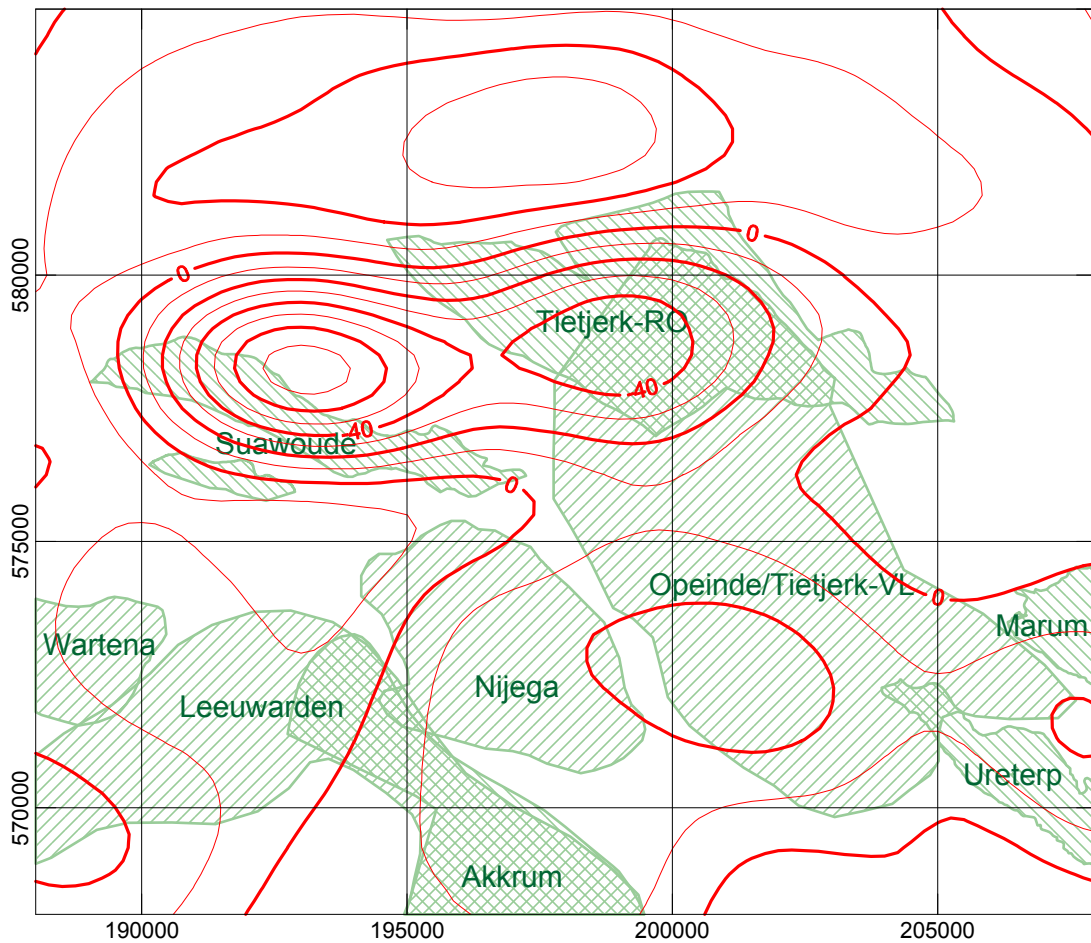 0
0
580000
Tietjerk-RO
40
40
Suawoude
0
575000
Opeinde/Tietjerk-VL
0
Marum
Wartena
Nijega
Leeuwarden
Ureterp
570000
Akkrum
190000
195000
200000
205000